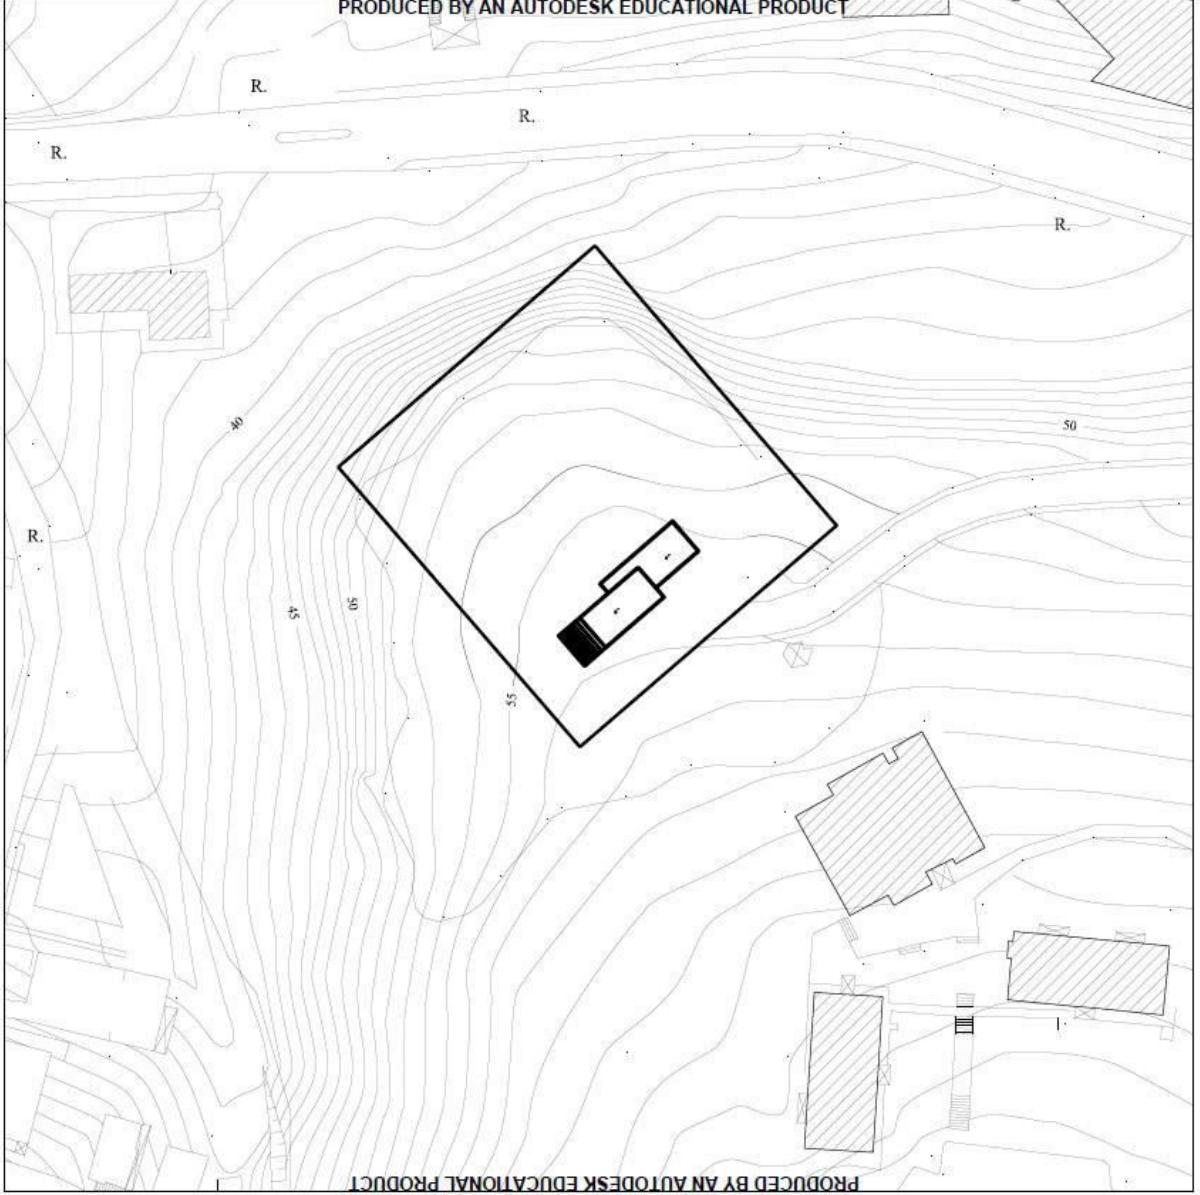 PRODUCED BY AN AUTODESK EDUCATIONAL PRODUCT
R.
R.
R.
R.
40
50
R.
45
50
55
PRODUCED BY AN AUTODESK EDUCATIONAL PRODUCT